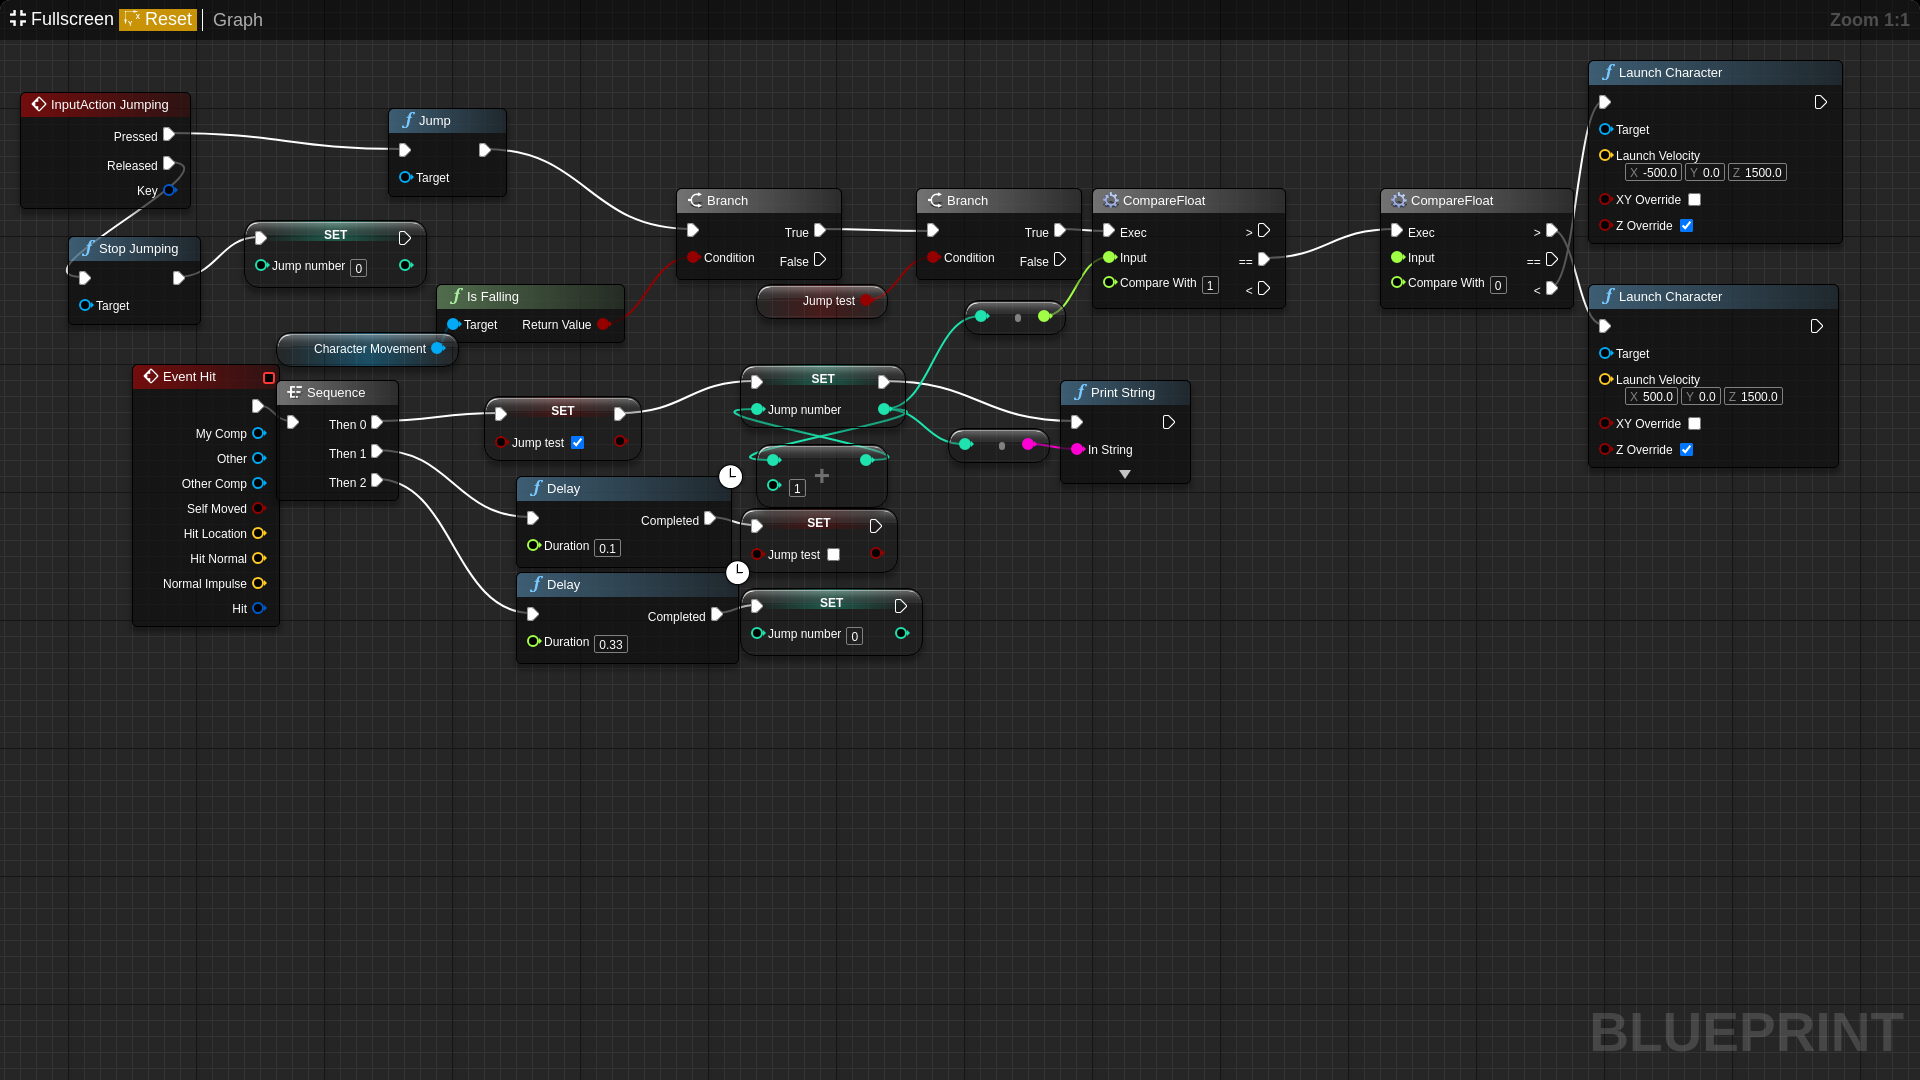 Fullscreen Reset Graph
Zoom 1:1
InputAction Jumping
Pressed
Released
Key
Jump
Target
Stop Jumping
Target
SET
Jump number 0
Is Falling
Target Return Value
Character Movement
Branch
True
Condition
False
Jump test
Branch
True
Condition
False
CompareFloat
Exec >
Input
==
Compare With 1
<
CompareFloat
Exec >
Input
==
Compare With 0
<
Launch Character
Target
Launch Velocity
X -500.0 Y 0.0 Z 1500.0
XY Override
Z Override
Launch Character
Target
Launch Velocity
X 500.0 Y 0.0 Z 1500.0
XY Override
Z Override
Event Hit
My Comp
Other
Other Comp
Self Moved
Hit Location
Hit Normal
Normal Impulse
Hit
Sequence
Then 0
Then 1
Then 2
SET
Jump test
SET
Jump number
1 +
Print String
In String
Delay
Completed
Duration 0.1
SET
Jump test
Delay
Completed
Duration 0.33
SET
Jump number 0
BLUEPRINT